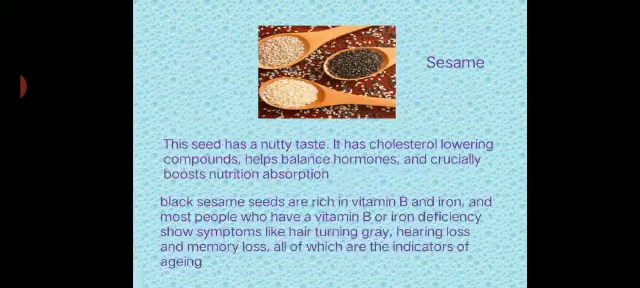 Sesame
This seed has a nutty taste. It has cholesterol lowering
compounds, helps balance hormones, and crucially
boosts nutrition absorption
black sesame seeds are rich in vitamin B and iron, and
most people who have a vitamin B or iron deficiency
show symptoms like hair turning gray, hearing loss
and memory loss, all of which are the indicators of
ageing